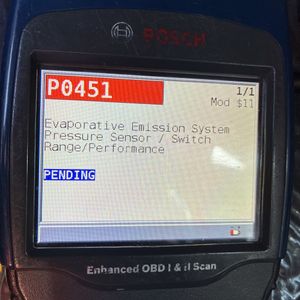 BOSCH
P0451
1/1
Mod $11
Evaporative Emission System
Pressure Sensor / Switch
Range/Performance
PENDING
Enhanced OBD I & II Scan